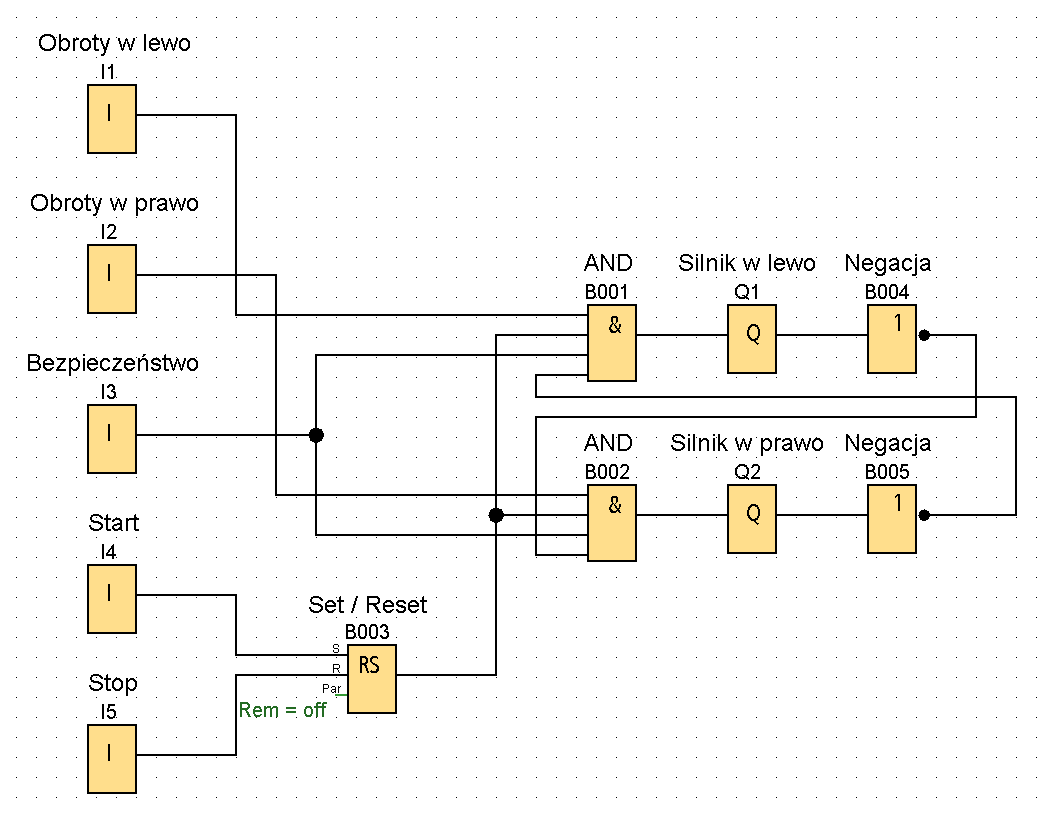 Obroty w lewo
I1
I
Obroty w prawo
I2
I
Bezpieczeństwo
I3
I
Start
I4
I
Stop
I5
I
Set / Reset
B003
S
R
Par
RS
Rem = off
AND
B001
&
Silnik w lewo
Q1
Q
Negacja
B004
1
AND
B002
&
Silnik w prawo
Q2
Q
Negacja
B005
1